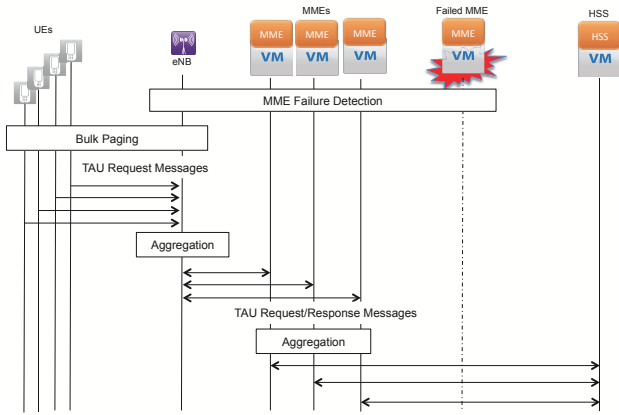 UEs
eNB
MMEs
Failed MME
HSS
MME
VM
MME
VM
MME
VM
MME
VM
HSS
VM
MME Failure Detection
Bulk Paging
TAU Request Messages
Aggregation
TAU Request/Response Messages
Aggregation